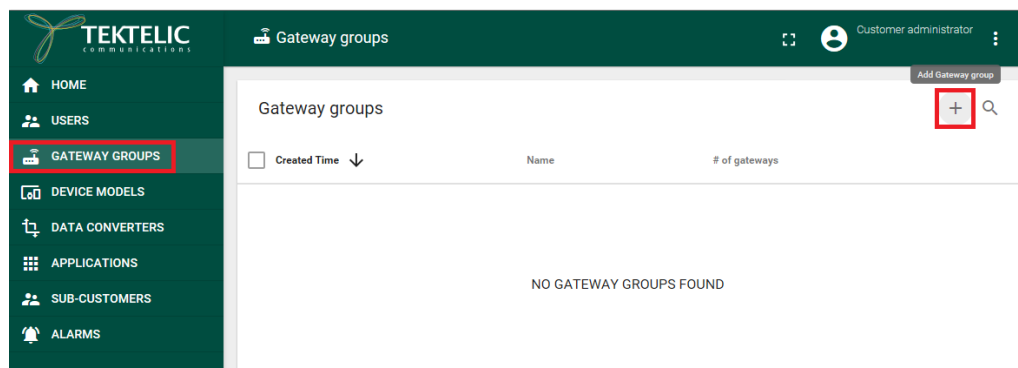 TEKTELIC
communications
Gateway groups
Customer administrator
Add Gateway group
HOME
USERS
GATEWAY GROUPS
DEVICE MODELS
DATA CONVERTERS
APPLICATIONS
SUB-CUSTOMERS
ALARMS
Gateway groups
Created Time Name # of gateways
NO GATEWAY GROUPS FOUND